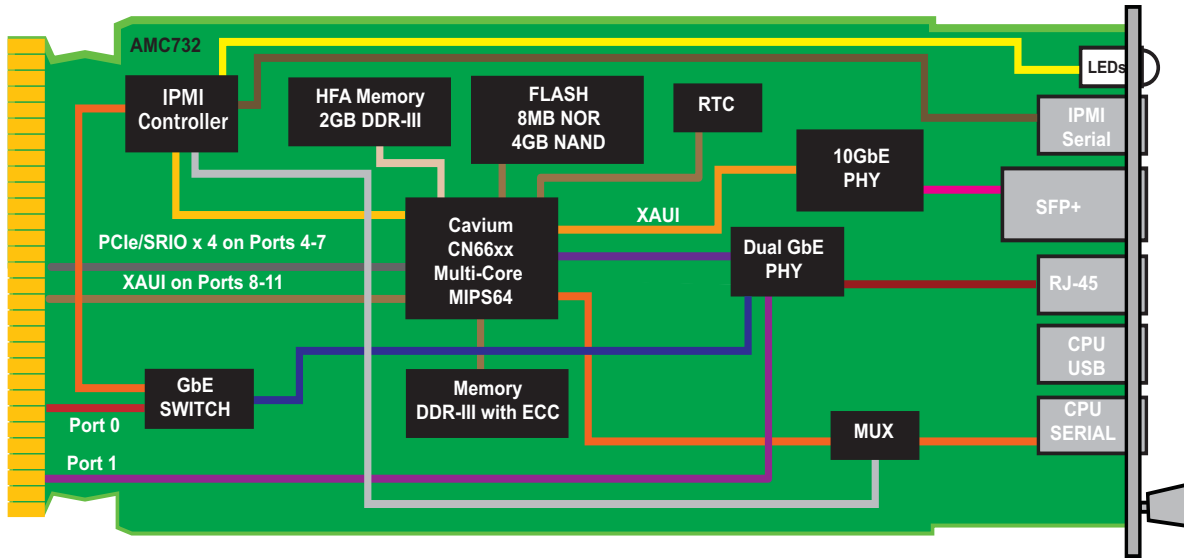 AMC732
LEDs
IPMI
Controller
HFA Memory
2GB DDR-III
FLASH
8MB NOR
4GB NAND
RTC
IPMI
Serial
10GbE
PHY
SFP+
XAUI
Cavium
CN66xx
Multi-Core
MIPS64
PCIe/SRIO x 4 on Ports 4-7
XAUI on Ports 8-11
Dual GbE
PHY
RJ-45
CPU
USB
GbE
SWITCH
Memory
DDR-III with ECC
Port 0
MUX
CPU
SERIAL
Port 1